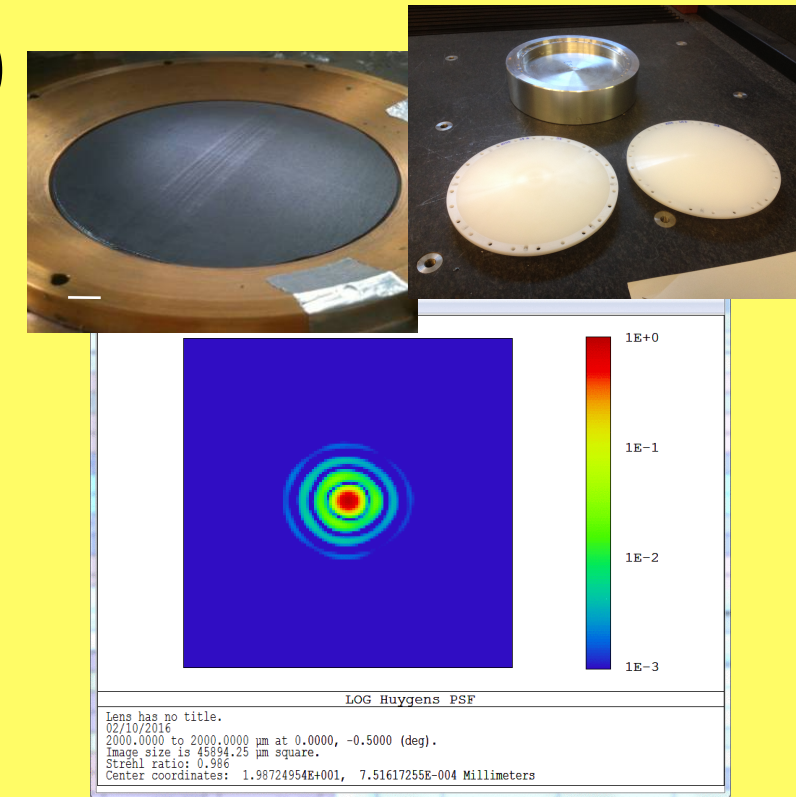 )
1E+0
1E-1
1E-2
1E-3
LOG Huygens PSF
Lens has no title.
02/10/2016
2000.0000 to 2000.0000 µm at 0.0000, -0.5000 (deg).
Image size is 45894.25 µm square.
Strehl ratio: 0.986
Center coordinates: 1.98724954E+001, 7.51617255E-004 Millimeters